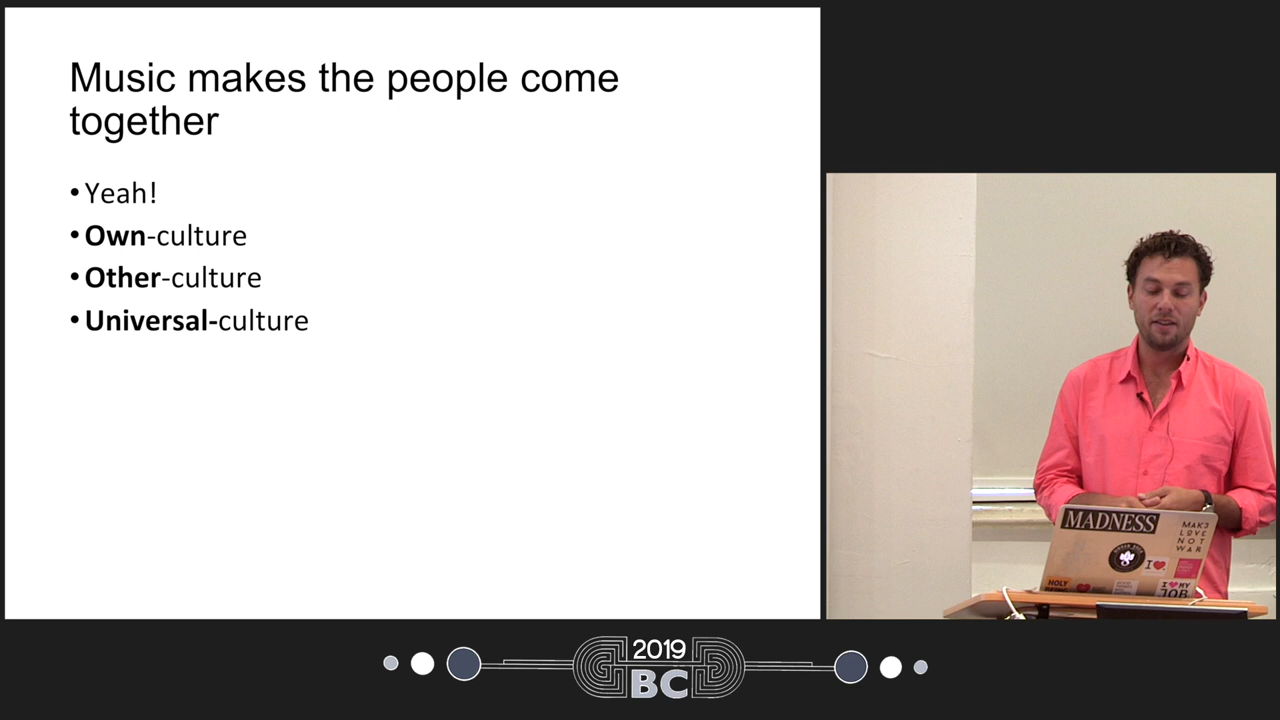 Music makes the people come
together
• Yeah!
• Own-culture
• Other-culture
• Universal-culture
MADNESS
MAK3
LOVE
NOT
WAR
I
HOLY
I MY
JOB
2019
BC